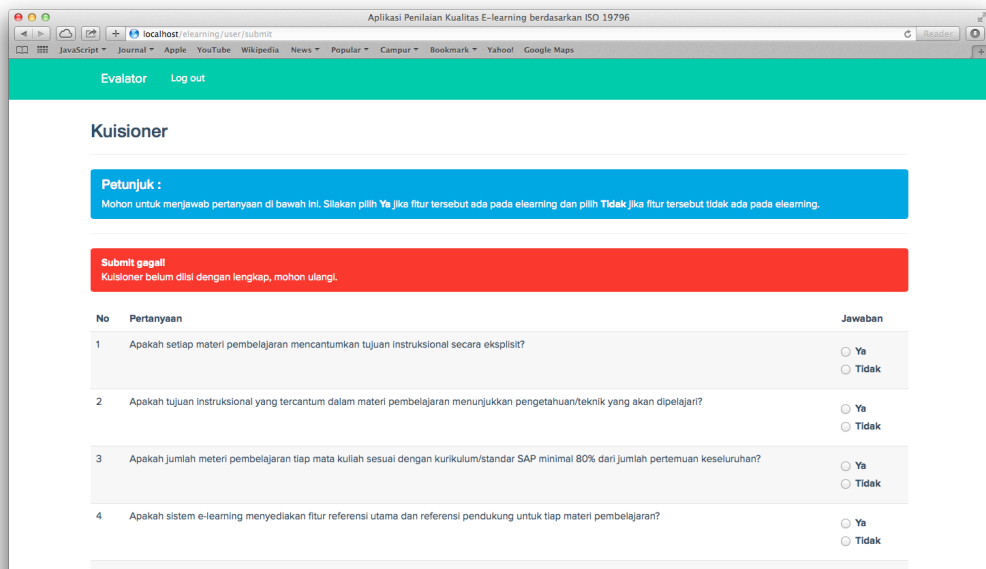 Aplikasi Penilaian Kualitas E-learning berdasarkan ISO 19796
localhost/elearning/user/submit
Reader
JavaScript Journal Apple YouTube Wikipedia News Popular Campur Bookmark Yahoo! Google Maps
Evalator Log out
Kuisioner
Petunjuk :
Mohon untuk menjawab pertanyaan di bawah ini. Silakan pilih Ya jika fitur tersebut ada pada elearning dan pilih Tidak jika fitur tersebut tidak ada pada elearning.
Submit gagal!
Kuisioner belum diisi dengan lengkap, mohon ulangi.
No Pertanyaan Jawaban
1 Apakah setiap materi pembelajaran mencantumkan tujuan instruksional secara eksplisit?
Ya
Tidak
2 Apakah tujuan instruksional yang tercantum dalam materi pembelajaran menunjukkan pengetahuan/teknik yang akan dipelajari?
Ya
Tidak
3 Apakah jumlah meteri pembelajaran tiap mata kuliah sesuai dengan kurikulum/standar SAP minimal 80% dari jumlah pertemuan keseluruhan?
Ya
Tidak
4 Apakah sistem e-learning menyediakan fitur referensi utama dan referensi pendukung untuk tiap materi pembelajaran?
Ya
Tidak